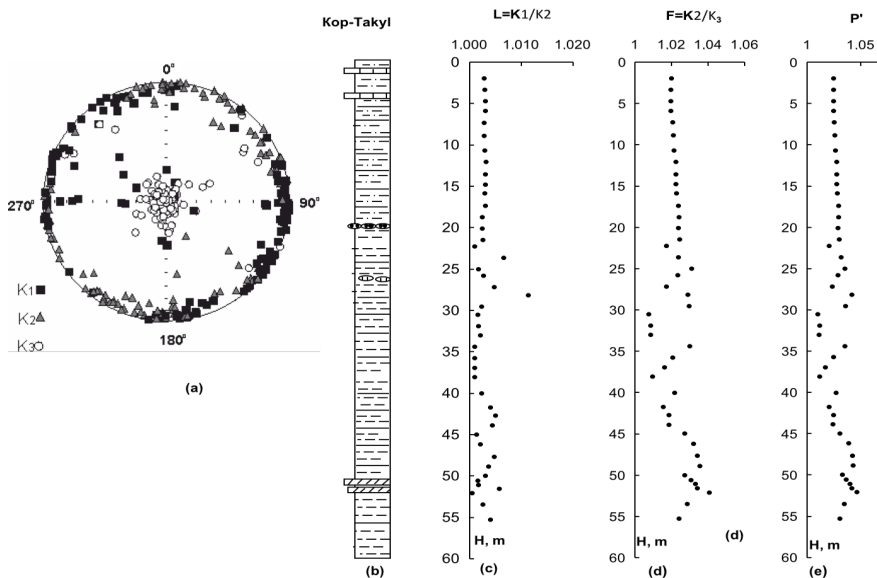 Kop-Takyl
L=K1/K2
F=K2/K3
P'
1.000 1.010 1.020
1 1.02 1.04 1.06
1 1.05
0°
270°
90°
180°
K1
K2
K3
(a)
0
5
10
15
20
25
30
35
40
45
50
55
60
0
5
10
15
20
25
30
35
40
45
50
55
60
0
5
10
15
20
25
30
35
40
45
50
55
60
(d)
H, m
H, m
H, m
(b)
(c)
(d)
(e)